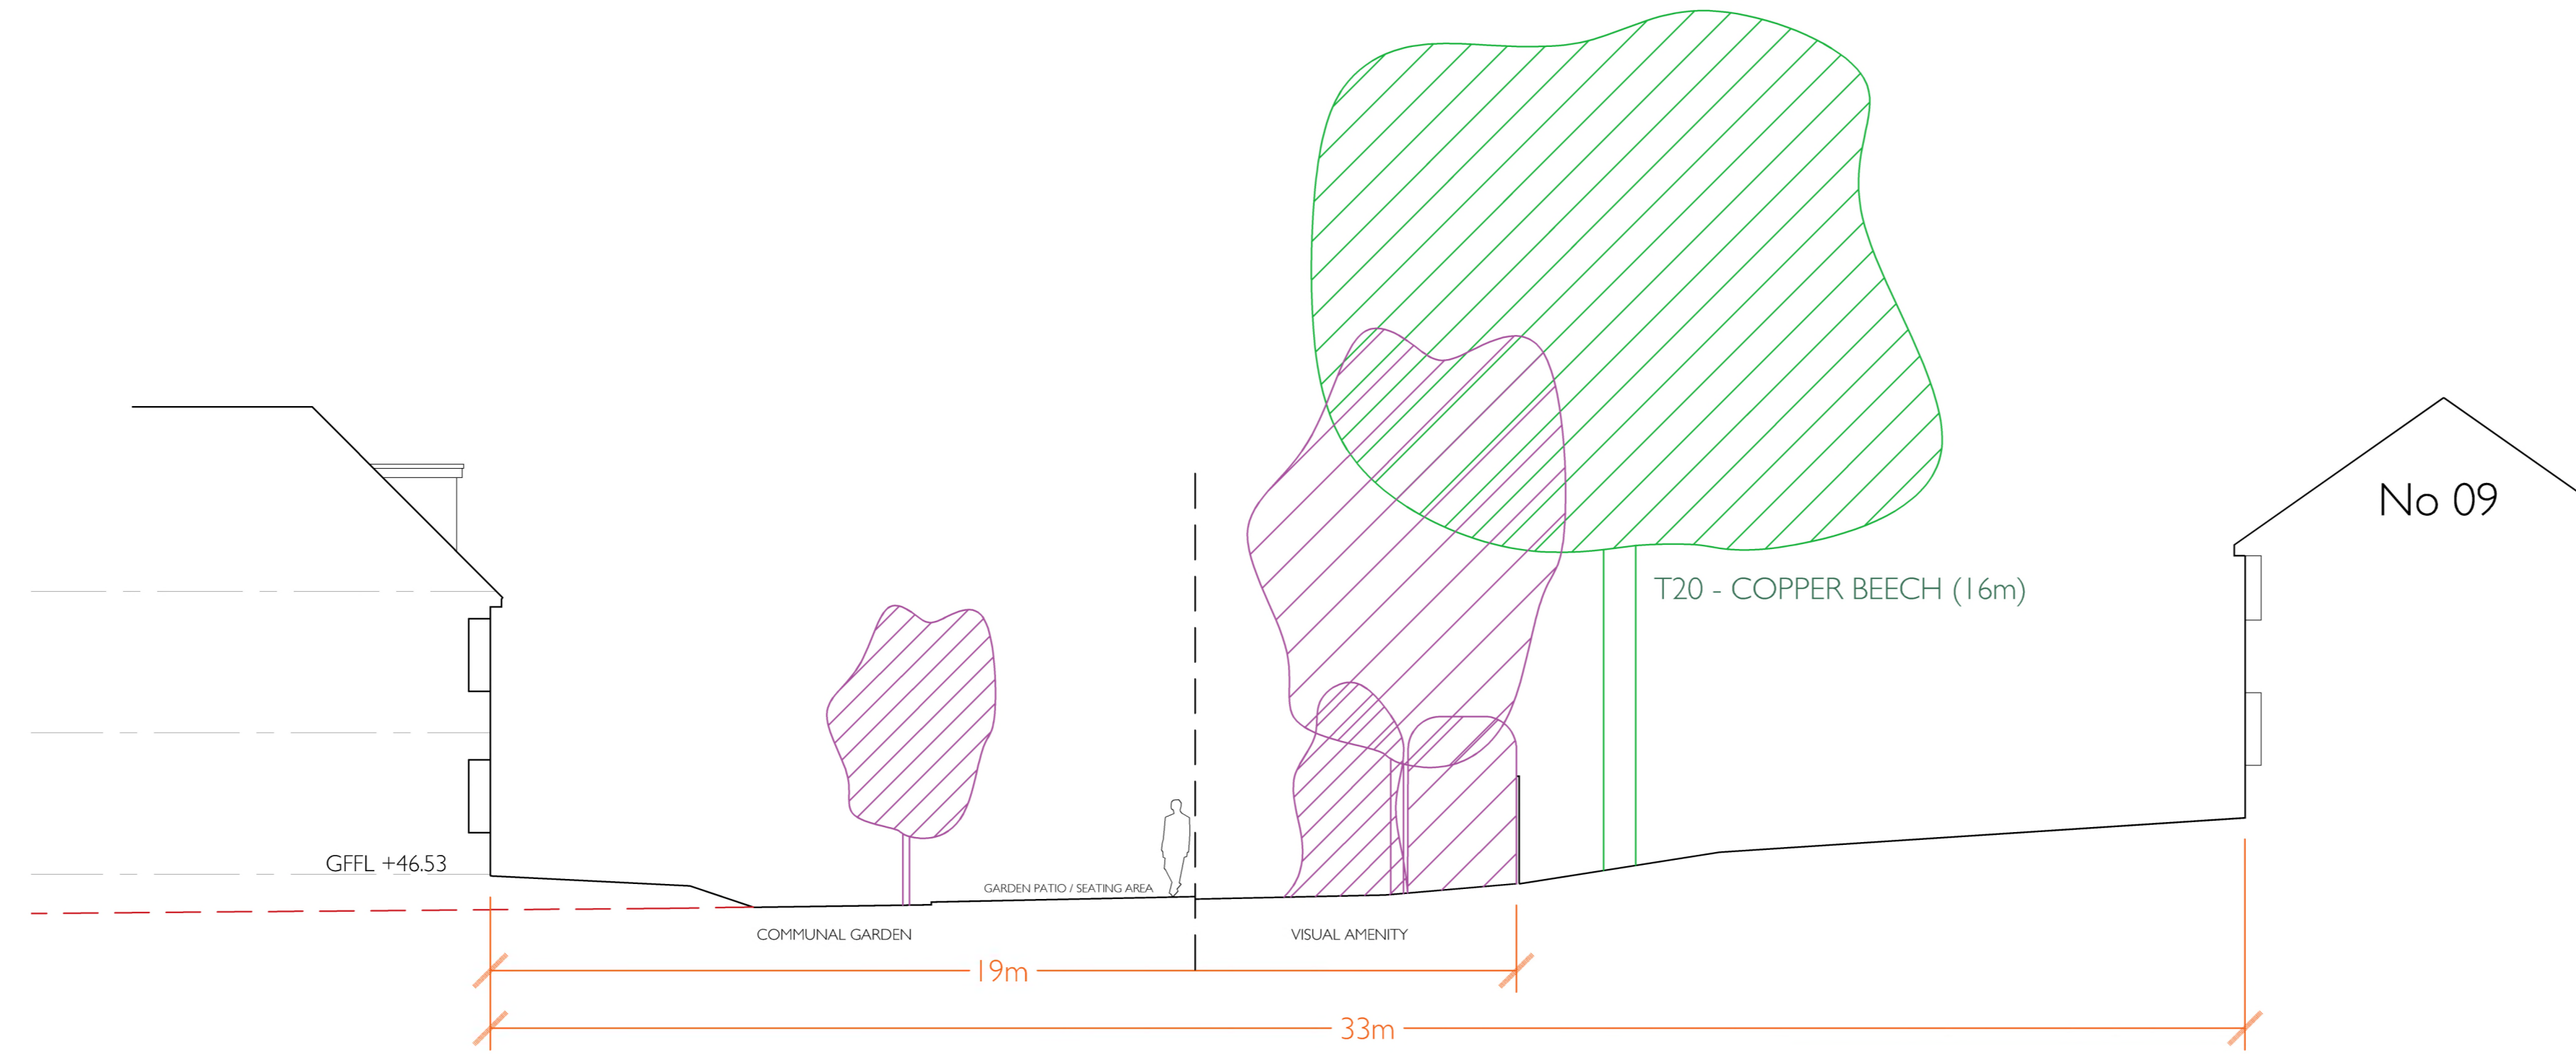 No 09
T20 - COPPER BEECH (16m)
GFFL +46.53
GARDEN PATIO / SEATING AREA
COMMUNAL GARDEN
VISUAL AMENITY
19m
33m